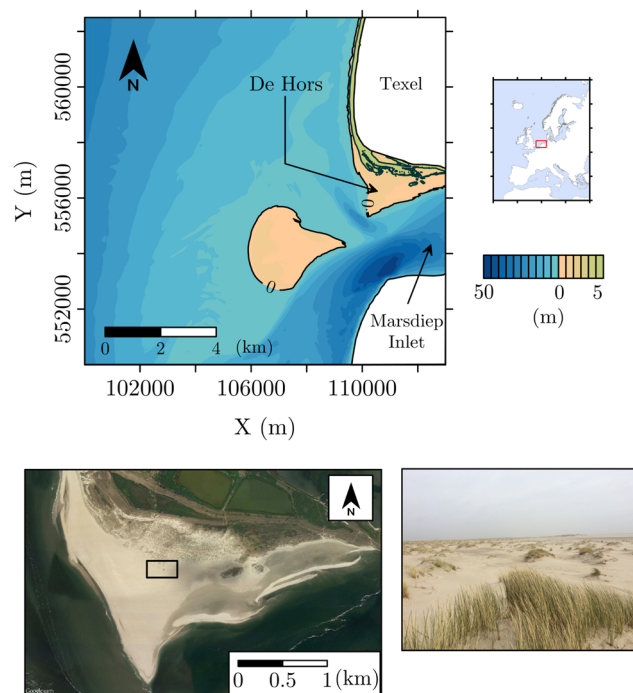 Y (m)
560000
556000
552000
N
De Hors
Texel
0
0
Marsdiep
Inlet
0 2 4 (km)
102000 106000 110000
X (m)
50 0 5
(m)
N
0 0.5 1 (km)